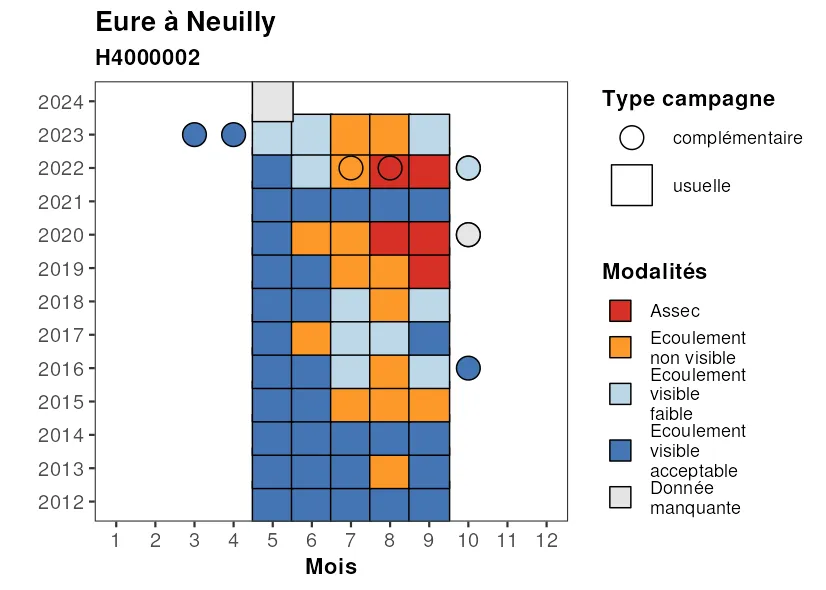 Eure à Neuilly
H4000002
2024
2023
2022
2021
2020
2019
2018
2017
2016
2015
2014
2013
2012
1 2 3 4 5 6 7 8 9 10 11 12
Mois
Type campagne
complémentaire
usuelle
Modalités
Assec
Ecoulement
non visible
Ecoulement
visible
faible
Ecoulement
visible
acceptable
Donnée
manquante